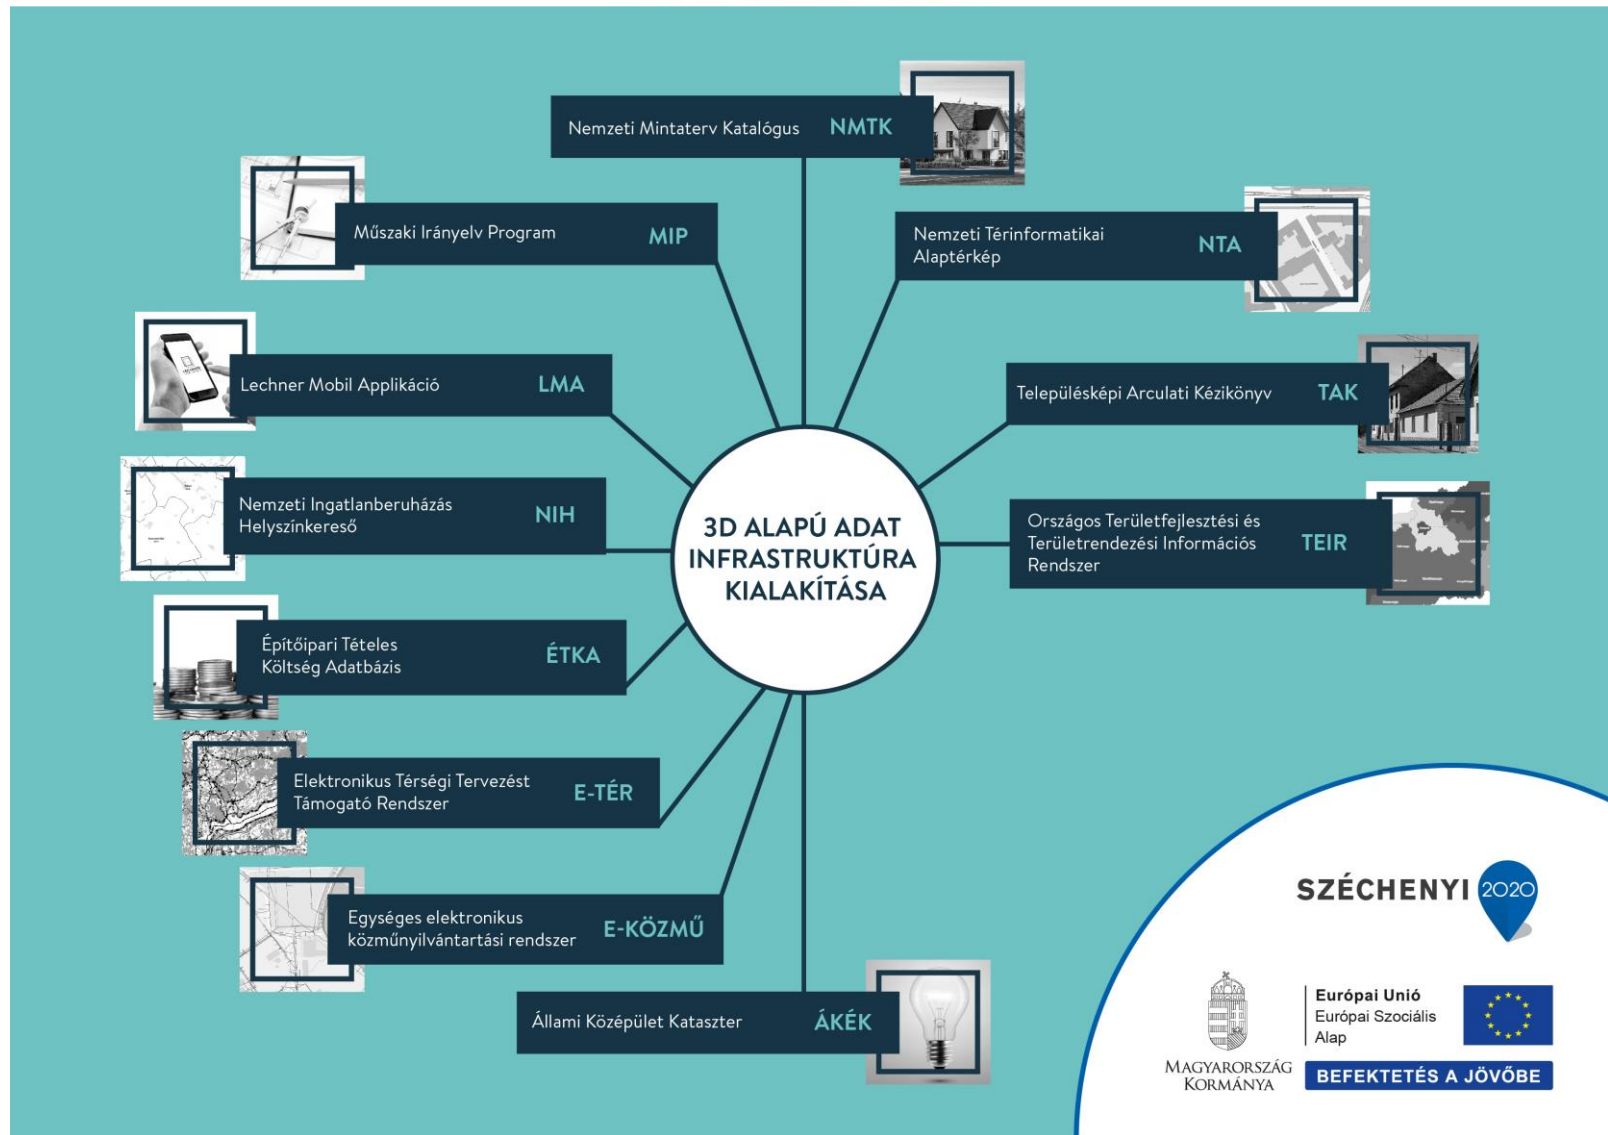 Nemzeti Mintaterv Katalógus NMTK
Műszaki Irányelv Program MIP
Nemzeti Térinformatikai
Alaptérkép
NTA
Lechner Mobil Applikáció LMA
Településképi Arculati Kézikönyv TAK
Nemzeti Ingatlanberuházás
Helyszínkereső
NIH
3D ALAPÚ ADAT
INFRASTRUKTÚRA
KIALAKÍTÁSA
Országos Területfejlesztési és
Területrendezési Információs
Rendszer
TEIR
Építőipari Tételes
Költség Adatbázis
ÉTKA
Elektronikus Térségi Tervezést
Támogató Rendszer
E-TÉR
Egységes elektronikus
közműnyilvántartási rendszer
E-KÖZMŰ
Állami Középület Kataszter ÁKÉK
SZÉCHENYI 2020
MAGYARORSZÁG
KORMÁNYA
Európai Unió
Európai Szociális
Alap
BEFEKTETÉS A JÖVŐBE